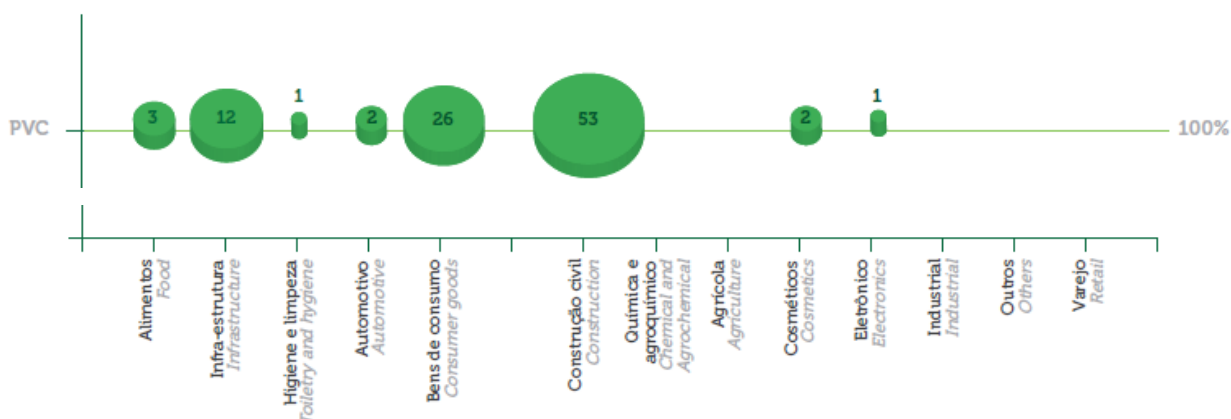 PVC
3
12
1
2
26
53
2
1
100%
Alimentos
Food
Infra-estrutura
Infrastructure
Higiene e limpeza
Toiletry and hygiene
Automotivo
Automotive
Bens de consumo
Consumer goods
Construção civil
Construction
Química e
agroquímico
Chemical and
Agrochemical
Agrícola
Agriculture
Cosméticos
Cosmetics
Eletrônico
Electronics
Industrial
Industrial
Outros
Others
Varejo
Retail